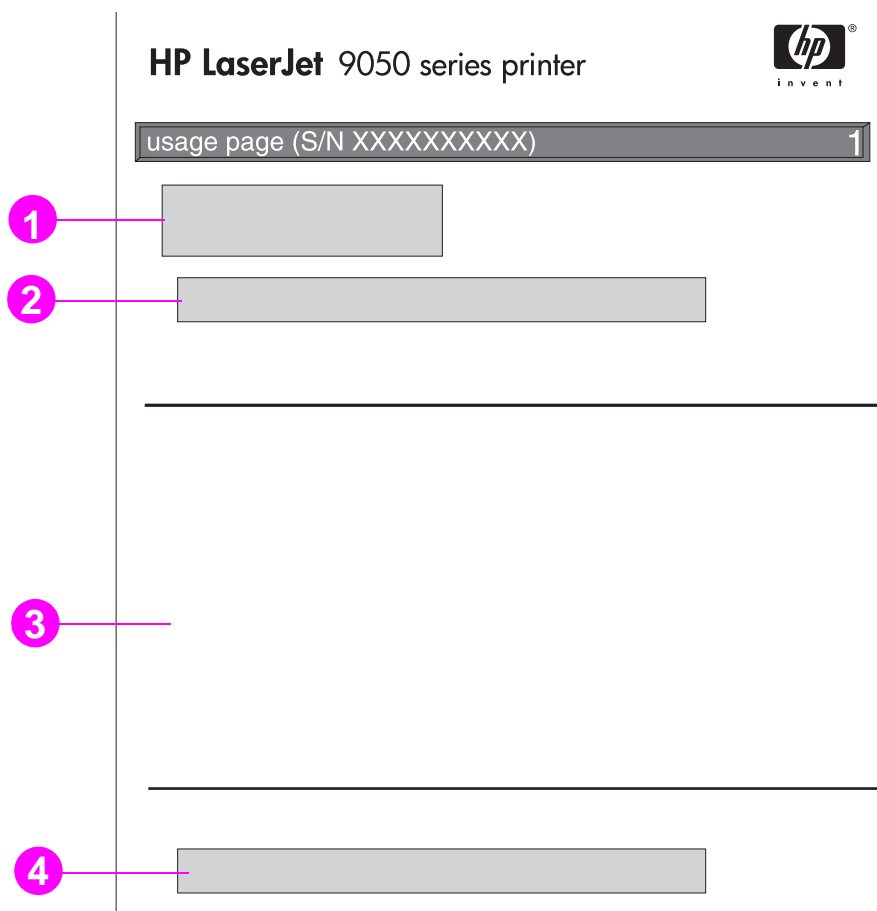 HP LaserJet 9050 series printer
hp ®
invent
usage page (S/N XXXXXXXXXX) 1
1
2
3
4